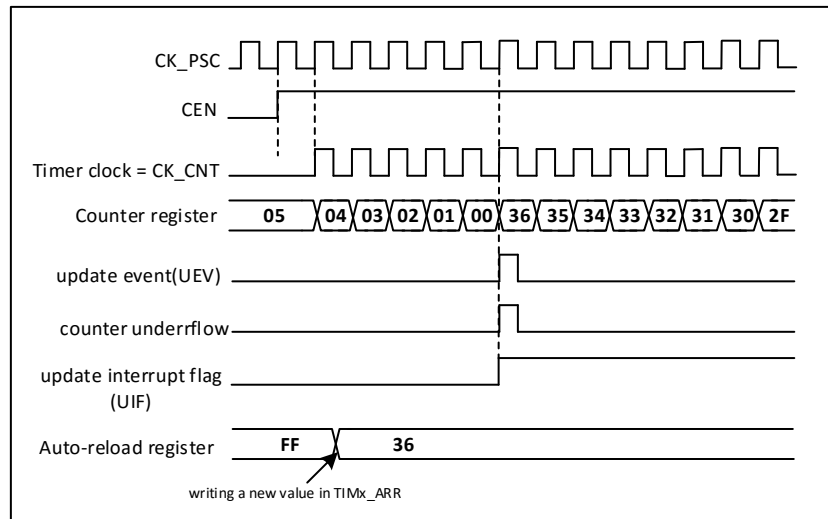 CK_PSC
CEN
Timer clock = CK_CNT
Counter register 05 04 03 02 01 00 36 35 34 33 32 31 30 2F
update event(UEV)
counter underrflow
update interrupt flag
(UIF)
Auto-reload register FF 36
writing a new value in TIMx_ARR